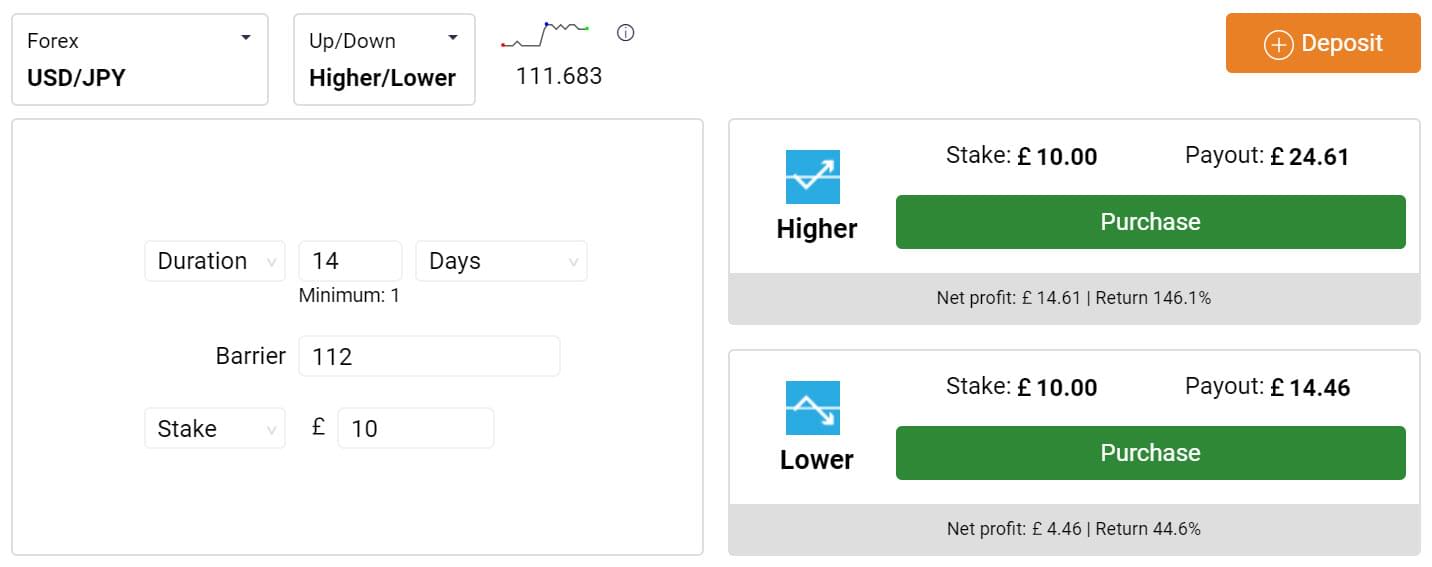 Forex
USD/JPY
Up/Down
Higher/Lower
111.683
Deposit
Duration 14 Days
Minimum: 1
Barrier 112
Stake £ 10
Higher
Stake: £ 10.00 Payout: £ 24.61
Purchase
Net profit: £ 14.61 | Return 146.1%
Lower
Stake: £ 10.00 Payout: £ 14.46
Purchase
Net profit: £ 4.46 | Return 44.6%